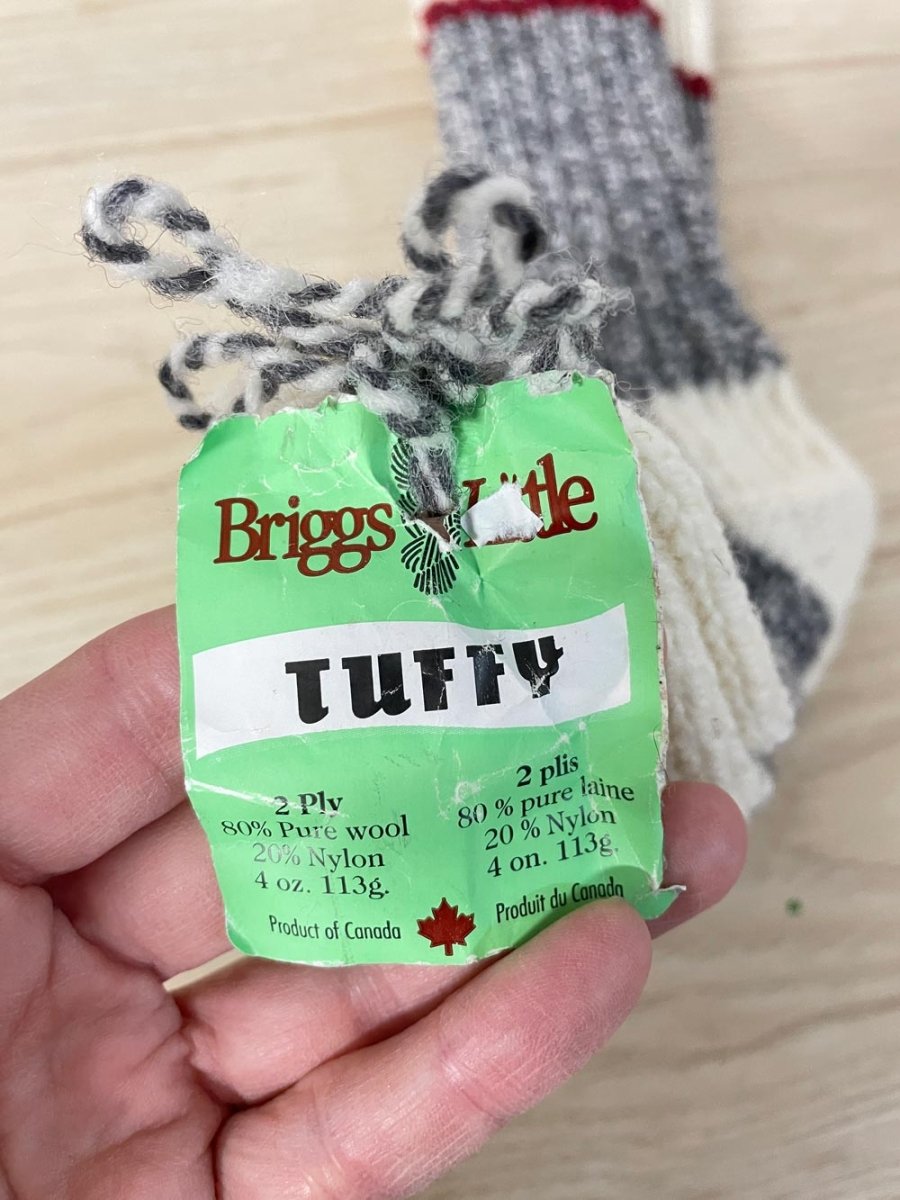 Briggs Little
TUFFY
2 Ply
80% Pure wool
20% Nylon
4 oz. 113g.
Product of Canada
2 plis
80 % pure laine
20 % Nylon
4 on. 113g.
Produit du Canada